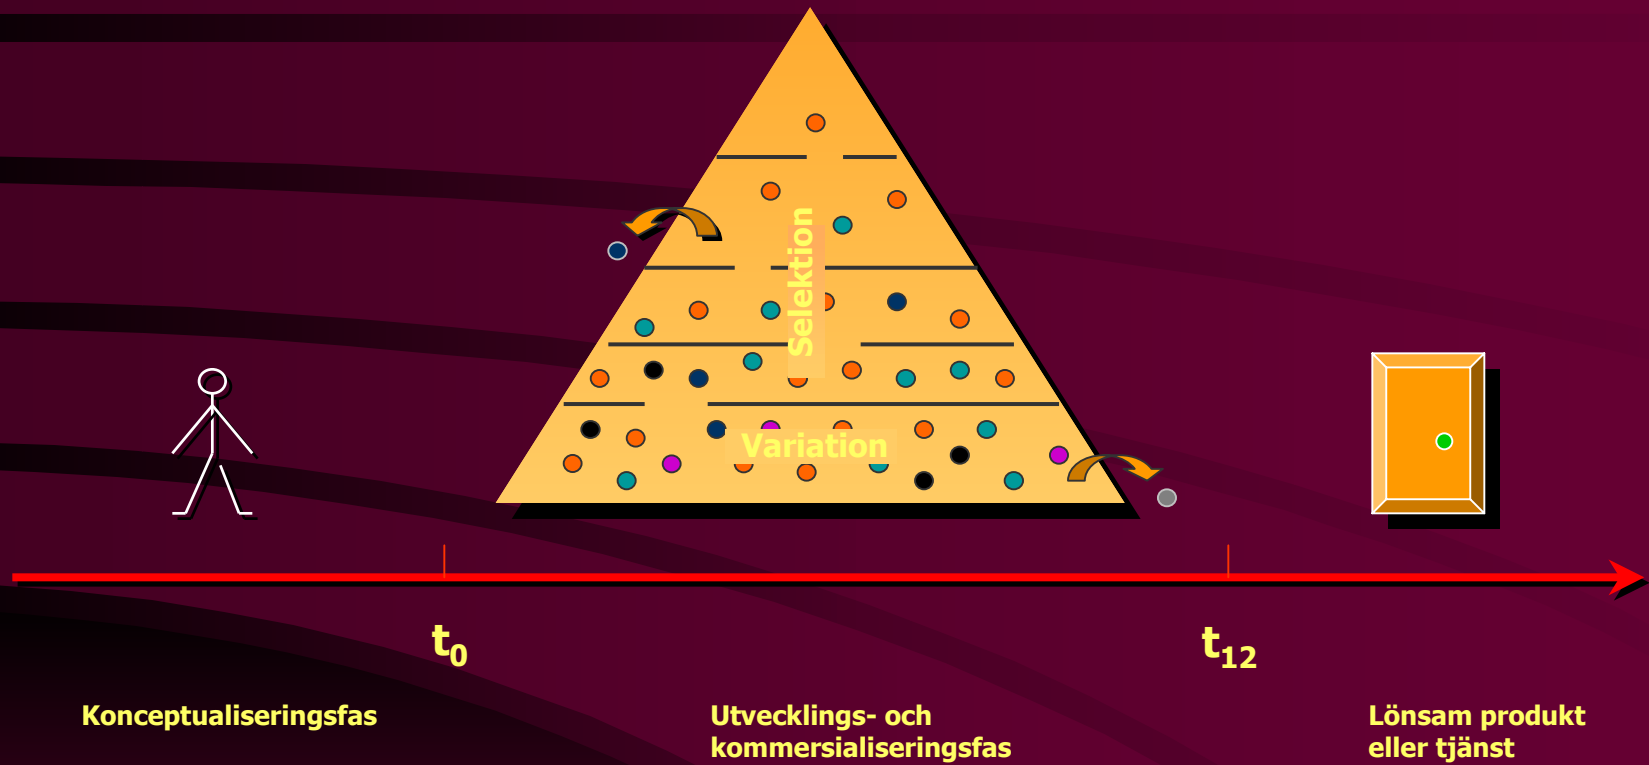 Selektion
Variation
t0
t12
Konceptualiseringsfas
Utvecklings- och
kommersialiseringsfas
Lönsam produkt
eller tjänst